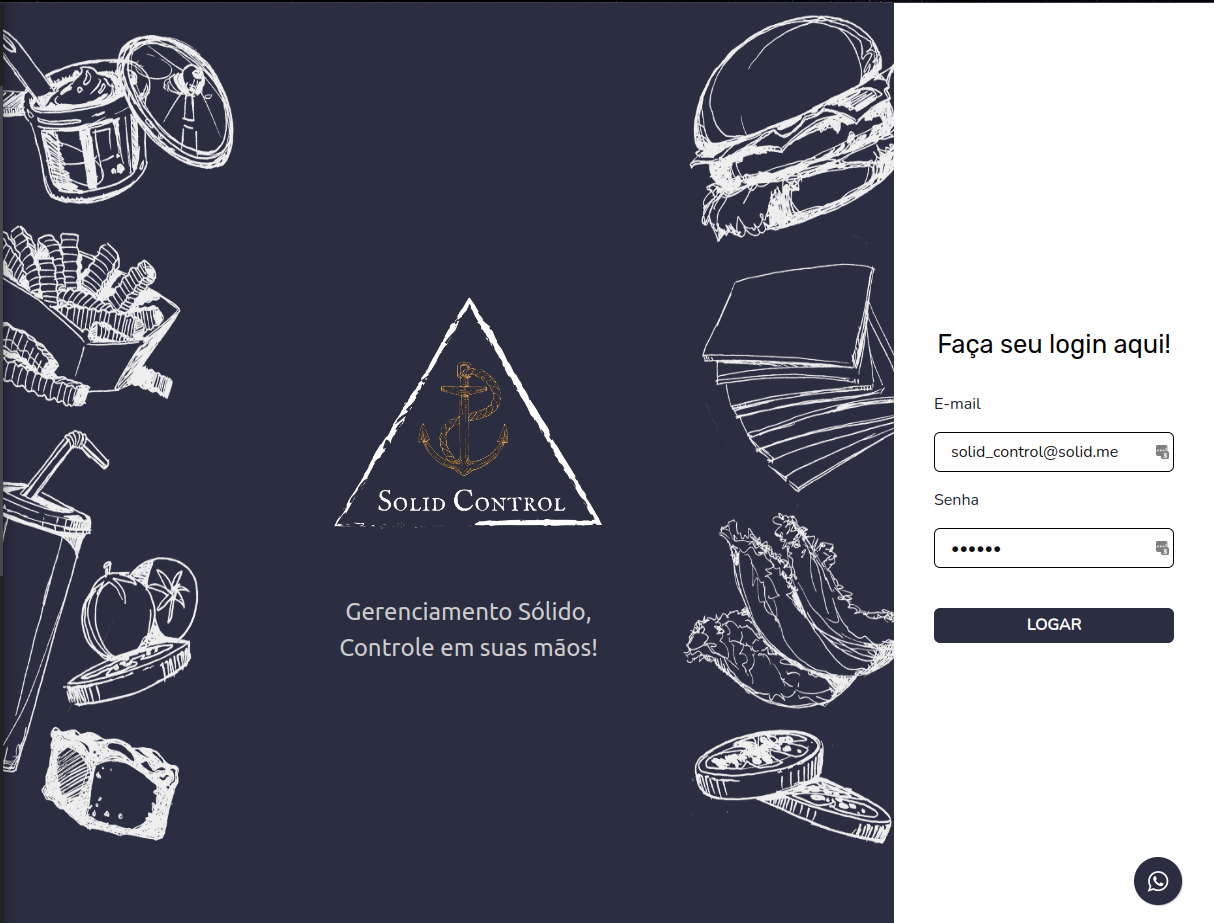 SOLID CONTROL
Gerenciamento Sólido,
Controle em suas mãos!
Faça seu login aqui!
E-mail
solid_control@solid.me
Senha
••••••
LOGAR